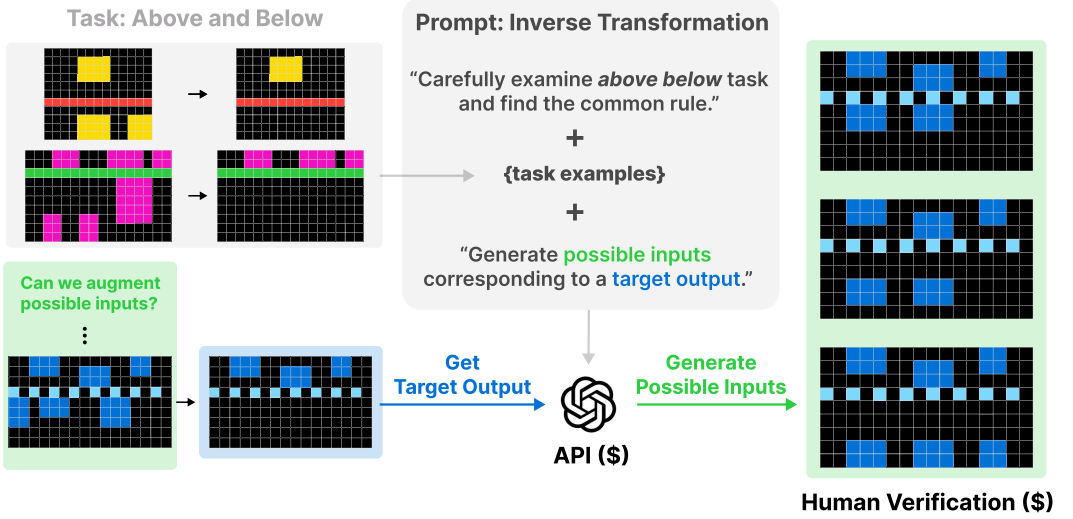 Task: Above and Below
Prompt: Inverse Transformation
“Carefully examine above below task
and find the common rule.”
+
{task examples}
+
“Generate possible inputs
corresponding to a target output.”
Can we augment
possible inputs?
⋮
Get
Target Output
API ($)
Generate
Possible Inputs
Human Verification ($)